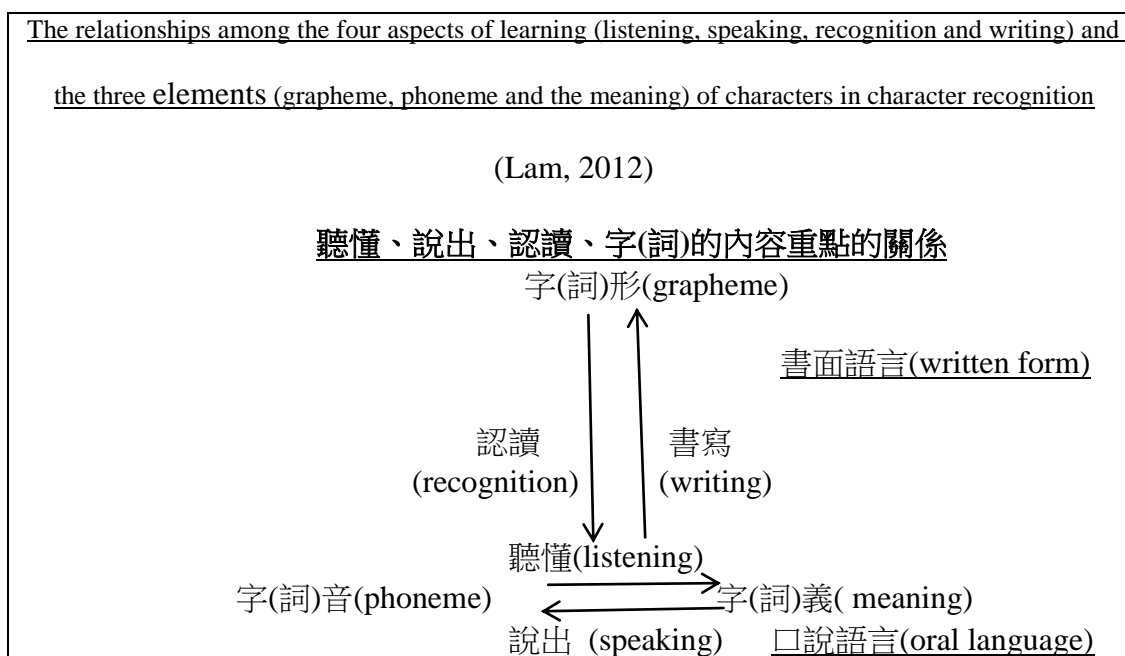 The relationships among the four aspects of learning (listening, speaking, recognition and writing) and
the three elements (grapheme, phoneme and the meaning) of characters in character recognition
(Lam, 2012)
聽懂、說出、認讀、字(詞)的內容重點的關係
字(詞)形(grapheme)
書面語言(written form)
認讀 書寫
(recognition) (writing)
聽懂(listening)
字(詞)音(phoneme) 字(詞)義( meaning)
說出 (speaking) 口說語言(oral language)